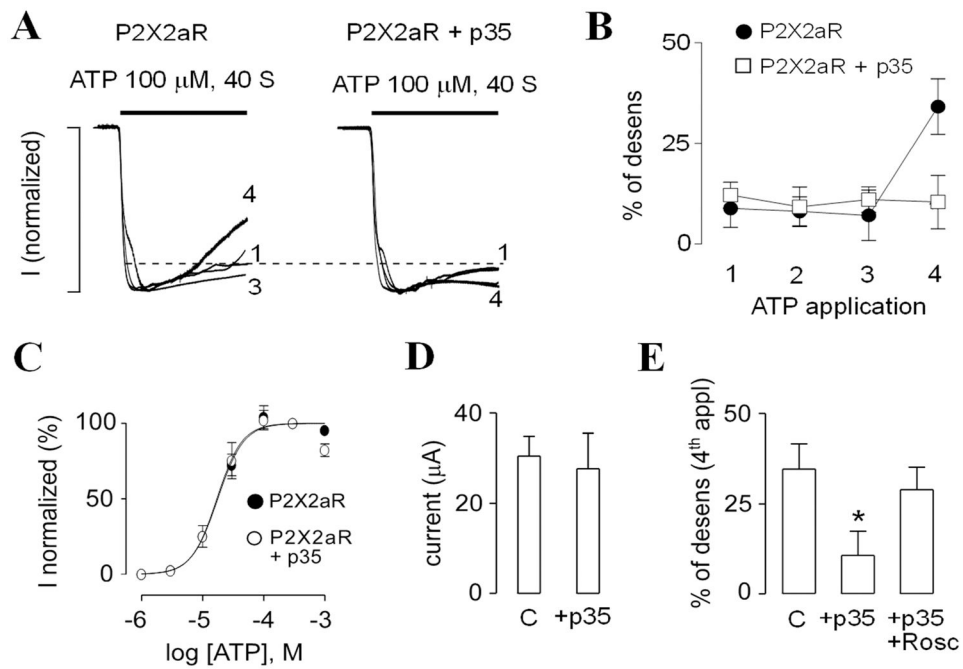 A
P2X2aR
P2X2aR + p35
ATP 100 μM, 40 S
ATP 100 μM, 40 S
I (normalized)
4
1
3
1
4
B
P2X2aR
P2X2aR + p35
% of desens
50
25
0
1 2 3 4
ATP application
C
I normalized (%)
100
50
0
P2X2aR
P2X2aR
+ p35
-6 -5 -4 -3
log [ATP], M
D
current (μA)
40
20
0
C +p35
E
% of desens (4th appl)
50
25
0
*
C +p35 +p35
+Rosc